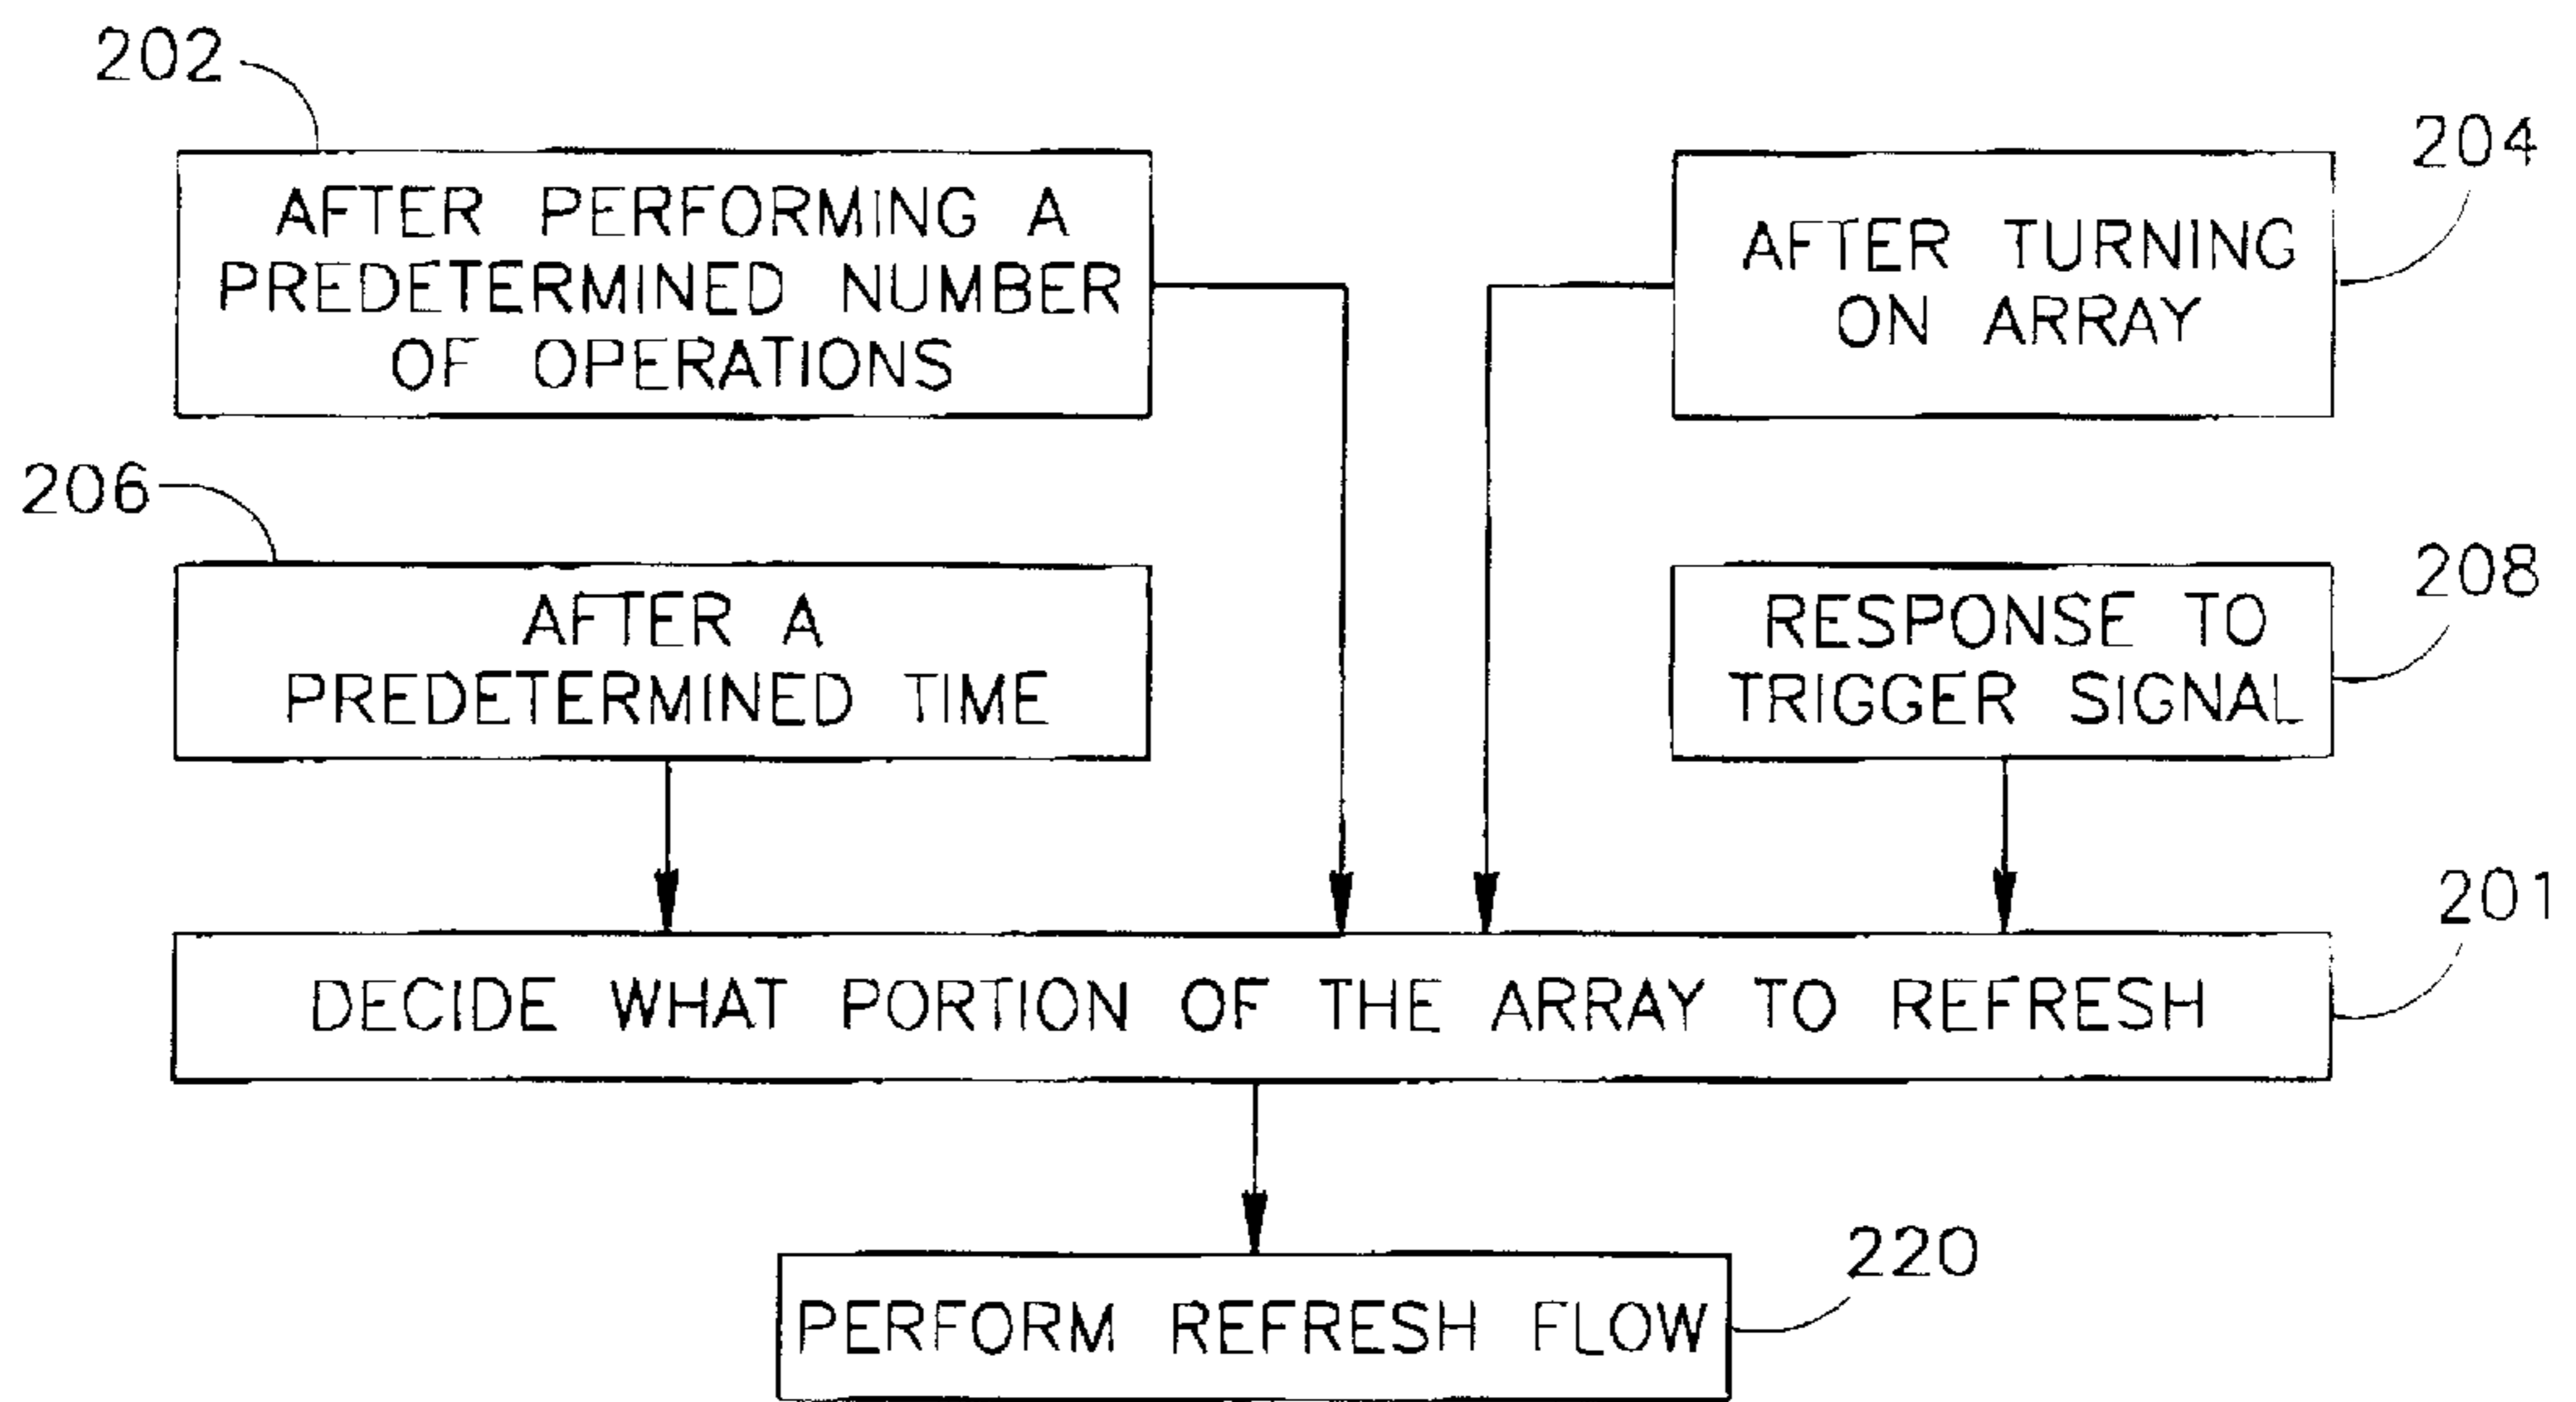 202
AFTER PERFORMING A
PREDETERMINED NUMBER
OF OPERATIONS
204
AFTER TURNING
ON ARRAY
206
AFTER A
PREDETERMINED TIME
208
RESPONSE TO
TRIGGER SIGNAL
201
DECIDE WHAT PORTION OF THE ARRAY TO REFRESH
220
PERFORM REFRESH FLOW